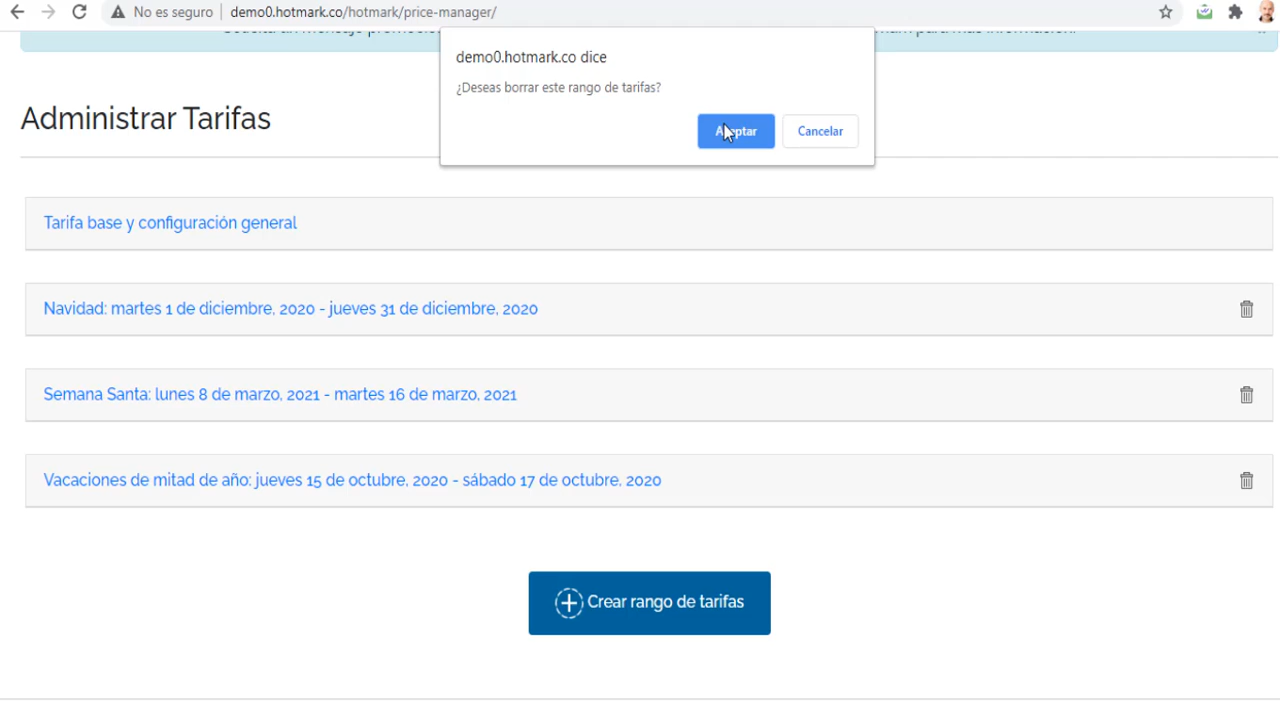 No es seguro
demo0.hotmark.co/hotmark/price-manager/
demo0.hotmark.co dice
¿Deseas borrar este rango de tarifas?
Aceptar
Cancelar
Administrar Tarifas
Tarifa base y configuración general
Navidad: martes 1 de diciembre, 2020 - jueves 31 de diciembre, 2020
Semana Santa: lunes 8 de marzo, 2021 - martes 16 de marzo, 2021
Vacaciones de mitad de año: jueves 15 de octubre, 2020 - sábado 17 de octubre, 2020
Crear rango de tarifas